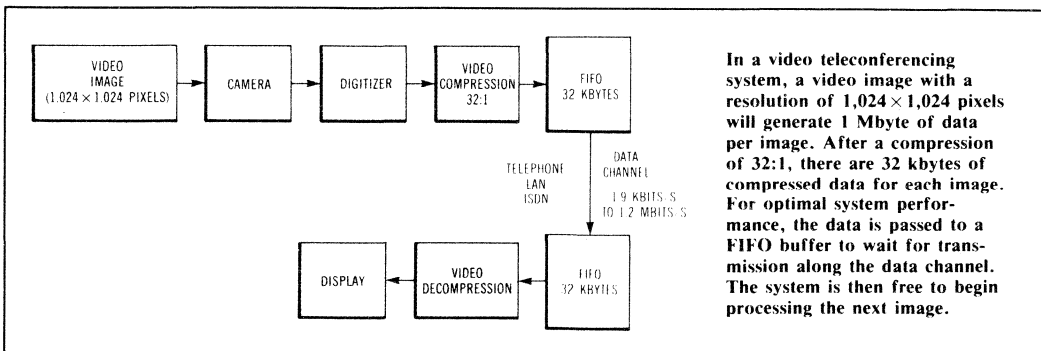 VIDEO
IMAGE
(1.024 × 1.024 PIXELS)
CAMERA
DIGITIZER
VIDEO
COMPRESSION
32:1
FIFO
32 KBYTES
TELEPHONE
LAN
ISDN
DATA
CHANNEL
1.9 KBITS/S
TO 1.2 MBITS/S
DISPLAY
VIDEO
DECOMPRESSION
FIFO
32 KBYTES
In a video teleconferencing
system, a video image with a
resolution of 1,024 × 1,024 pixels
will generate 1 Mbyte of data
per image. After a compression
of 32:1, there are 32 kbytes of
compressed data for each image.
For optimal system perfor-
mance, the data is passed to a
FIFO buffer to wait for trans-
mission along the data channel.
The system is then free to begin
processing the next image.